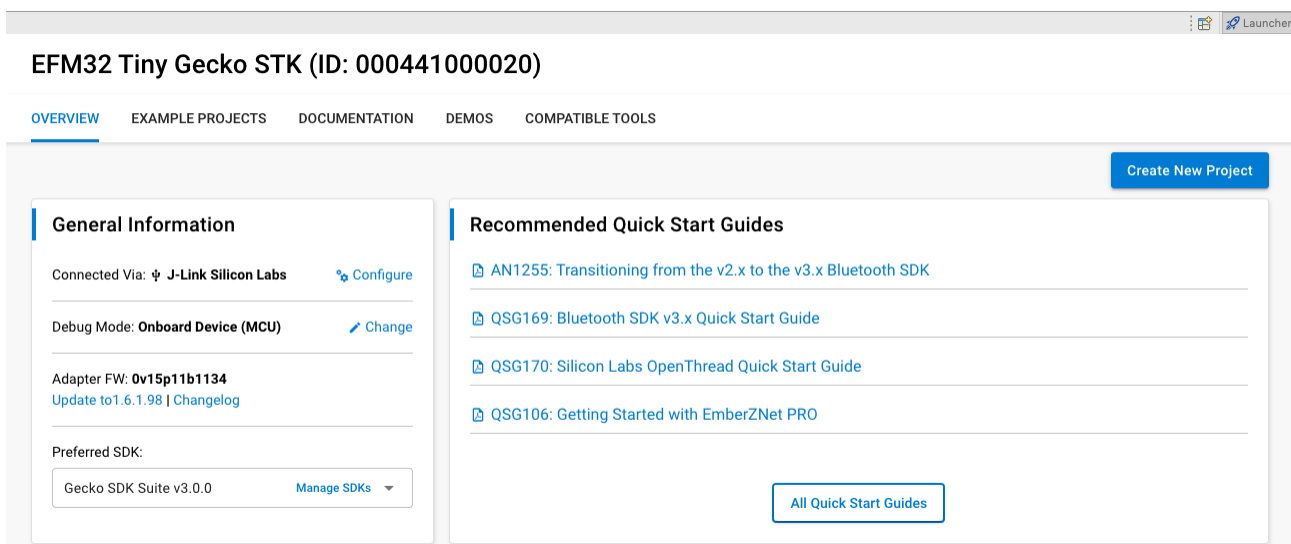 Launcher
EFM32 Tiny Gecko STK (ID: 000441000020)
OVERVIEW EXAMPLE PROJECTS DOCUMENTATION DEMOS COMPATIBLE TOOLS
Create New Project
General Information
Connected Via: J-Link Silicon Labs Configure
Debug Mode: Onboard Device (MCU) Change
Adapter FW: 0v15p11b1134
Update to1.6.1.98 | Changelog
Preferred SDK:
Gecko SDK Suite v3.0.0 Manage SDKs
Recommended Quick Start Guides
AN1255: Transitioning from the v2.x to the v3.x Bluetooth SDK
QSG169: Bluetooth SDK v3.x Quick Start Guide
QSG170: Silicon Labs OpenThread Quick Start Guide
QSG106: Getting Started with EmberZNet PRO
All Quick Start Guides